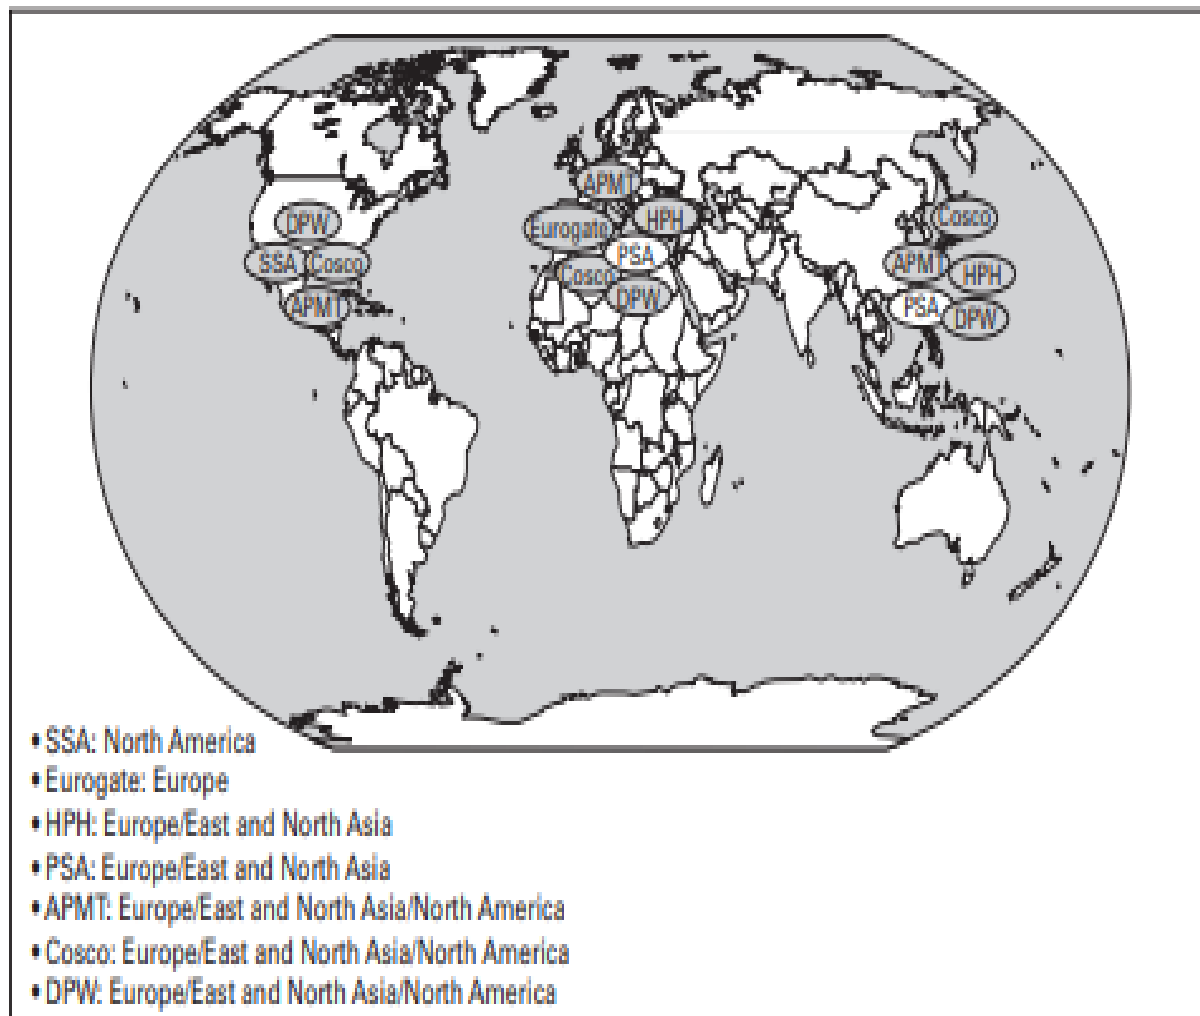 APMT
DPW
Eurogate
HPH
Cosco
SSA
Cosco
PSA
APMT
HPH
Cosco
APMT
DPW
PSA
DPW
• SSA: North America
• Eurogate: Europe
• HPH: Europe/East and North Asia
• PSA: Europe/East and North Asia
• APMT: Europe/East and North Asia/North America
• Cosco: Europe/East and North Asia/North America
• DPW: Europe/East and North Asia/North America